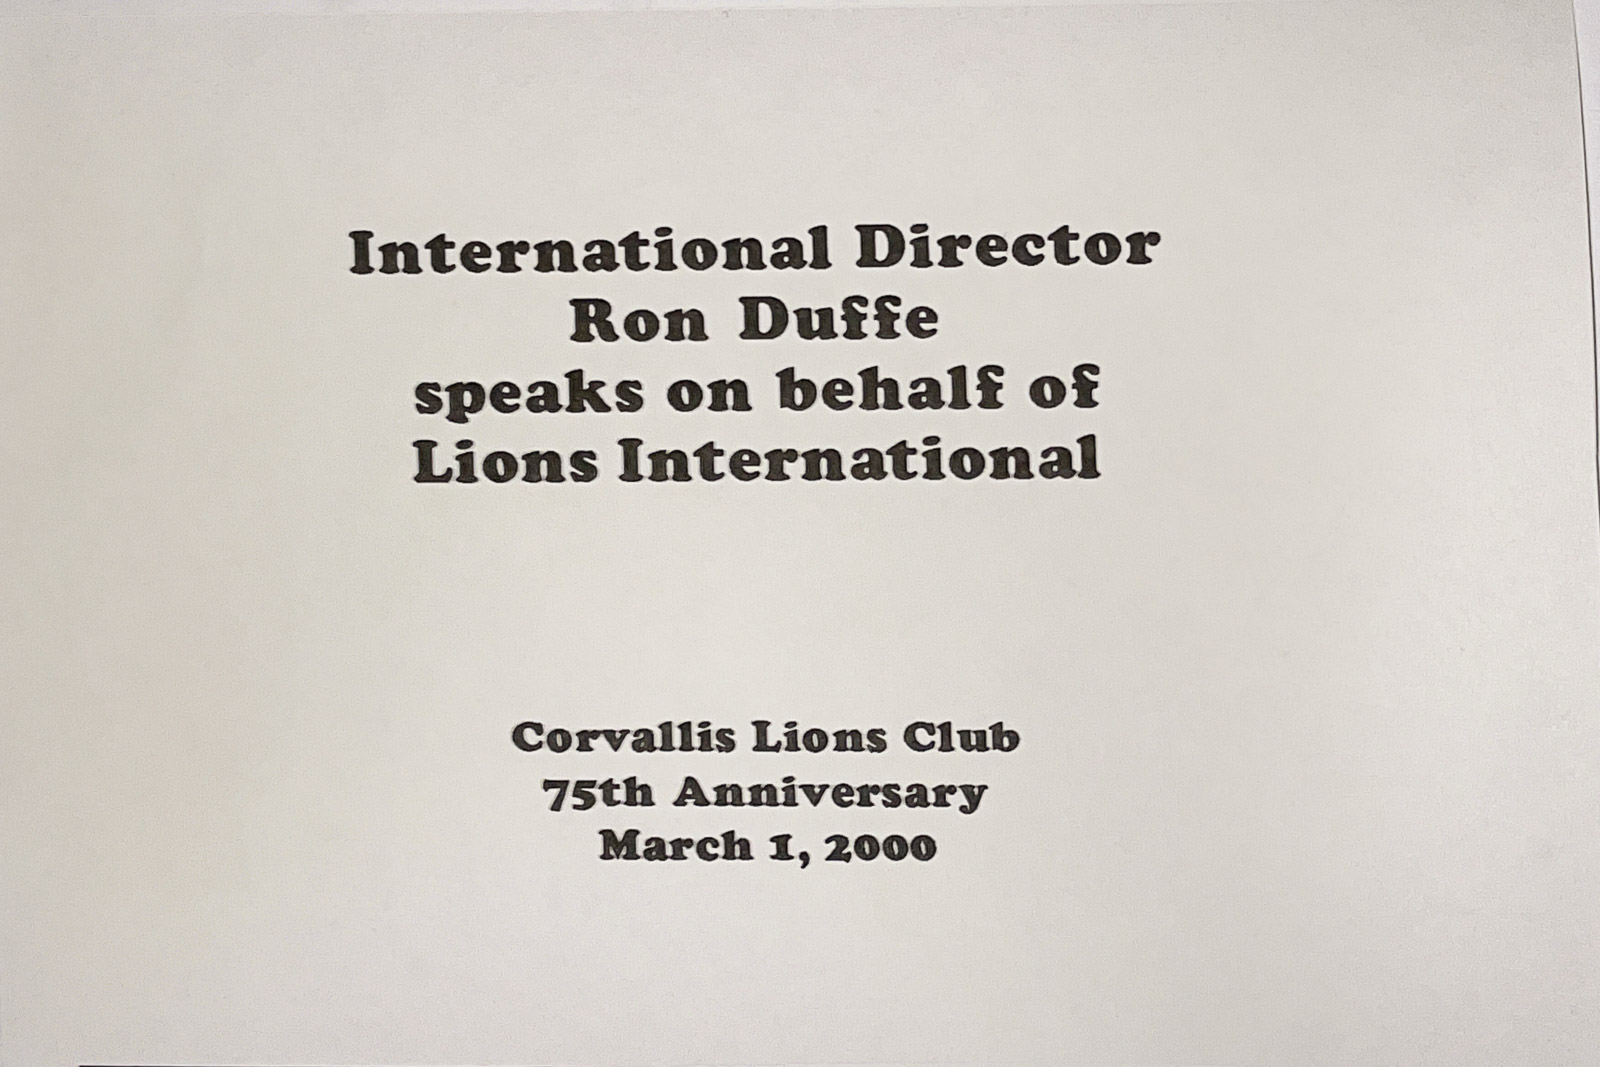 International Director
Ron Duffe
speaks on behalf of
Lions International
Corvallis Lions Club
75th Anniversary
March 1, 2000